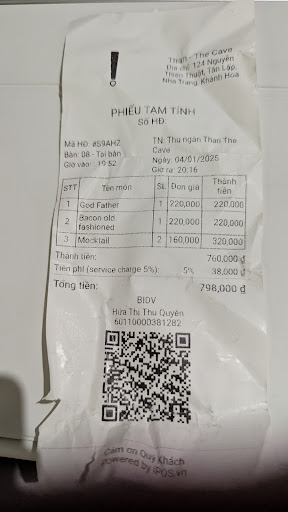 Than - The Cave
Địa chỉ: 124 Nguyễn
Thiện Thuật, Tân Lập,
Nha Trang, Khánh Hòa
PHIẾU TẠM TÍNH
Số HĐ:
Mã HĐ: #S9AHZ TN: Thu ngân Than The
Cave
Bàn: 08 - Tại bàn Ngày: 04/01/2025
Giờ vào: 19:52 Giờ ra: 20:16
STT Tên món SL Đơn giá Thành tiền
1 God Father 1 220,000 220,000
2 Bacon old fashioned 1 220,000 220,000
3 Mocktail 2 160,000 320,000
Thành tiền: 760,000 đ
Tiền phí (service charge 5%): 5% 38,000 đ
Tổng tiền: 798,000 đ
BIDV
Hứa Thị Thu Quyên
60110000381282
Cảm ơn Quý Khách
Powered by iPOS.vn